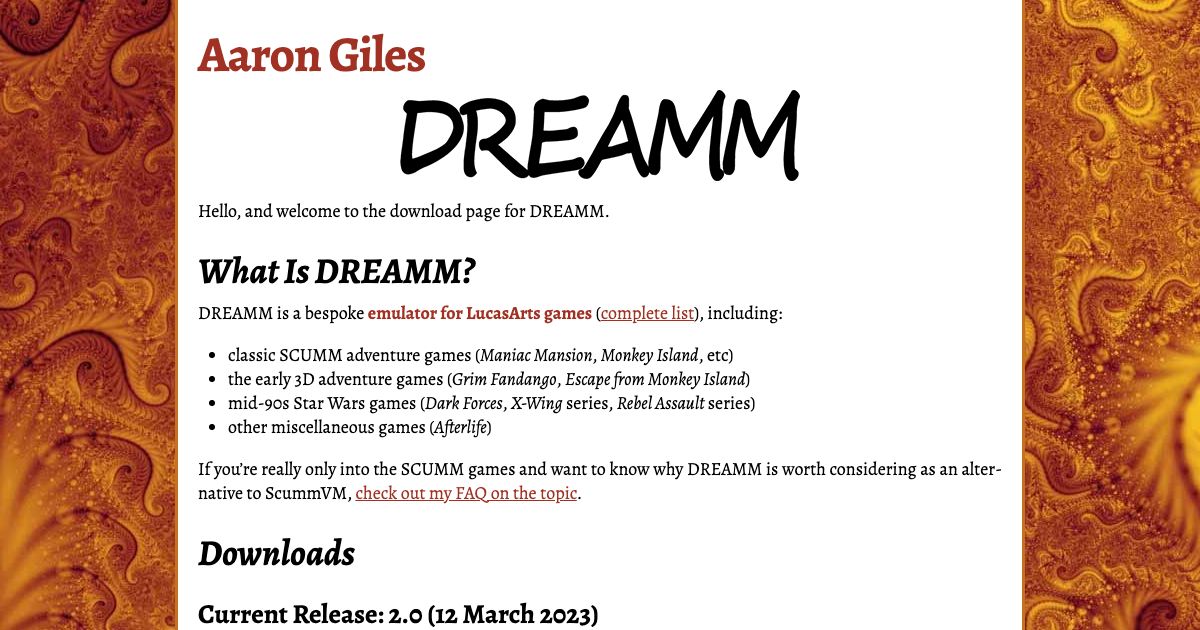 Aaron Giles
DREAMM
Hello, and welcome to the download page for DREAMM.
What Is DREAMM?
DREAMM is a bespoke emulator for LucasArts games (complete list), including:
• classic SCUMM adventure games (Maniac Mansion, Monkey Island, etc)
• the early 3D adventure games (Grim Fandango, Escape from Monkey Island)
• mid-90s Star Wars games (Dark Forces, X-Wing series, Rebel Assault series)
• other miscellaneous games (Afterlife)
If you're really only into the SCUMM games and want to know why DREAMM is worth considering as an alter-
native to ScummVM, check out my FAQ on the topic.
Downloads
Current Release: 2.0 (12 March 2023)